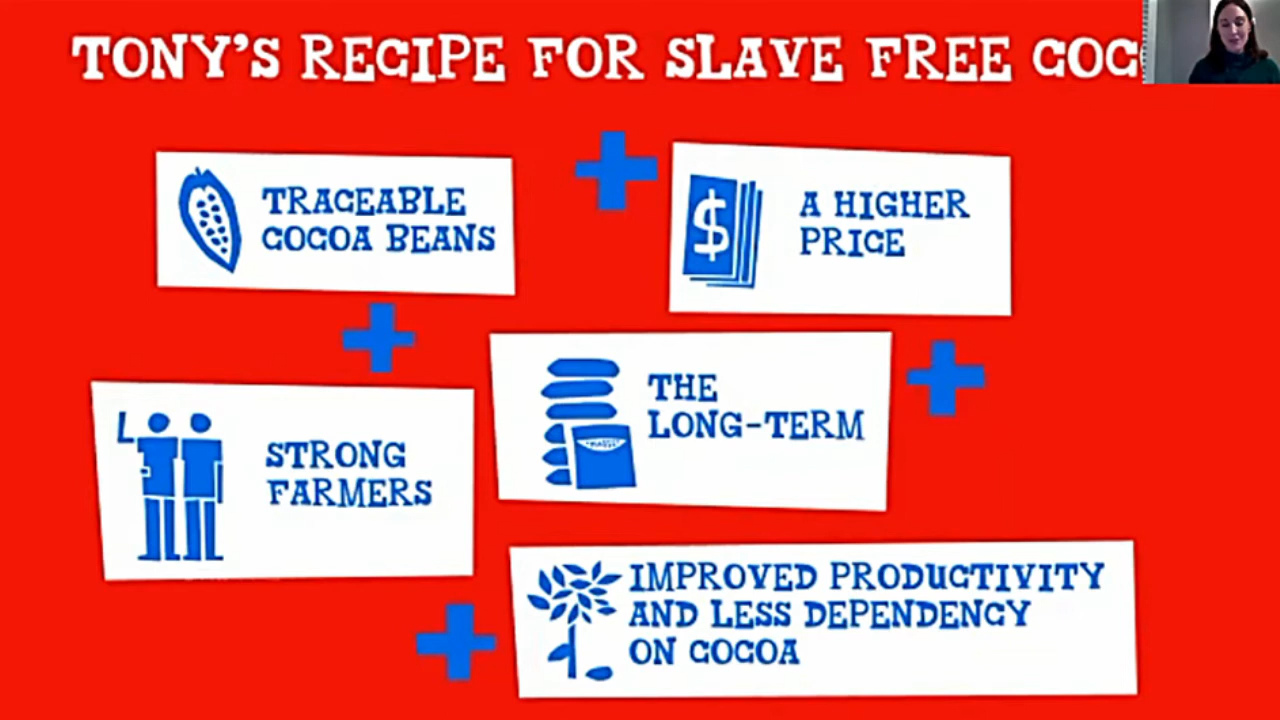 TONY'S RECIPE FOR SLAVE FREE COC
TRACEABLE
COCOA BEANS
A HIGHER
PRICE
STRONG
FARMERS
THE
LONG-TERM
IMPROVED PRODUCTIVITY
AND LESS DEPENDENCY
ON COCOA